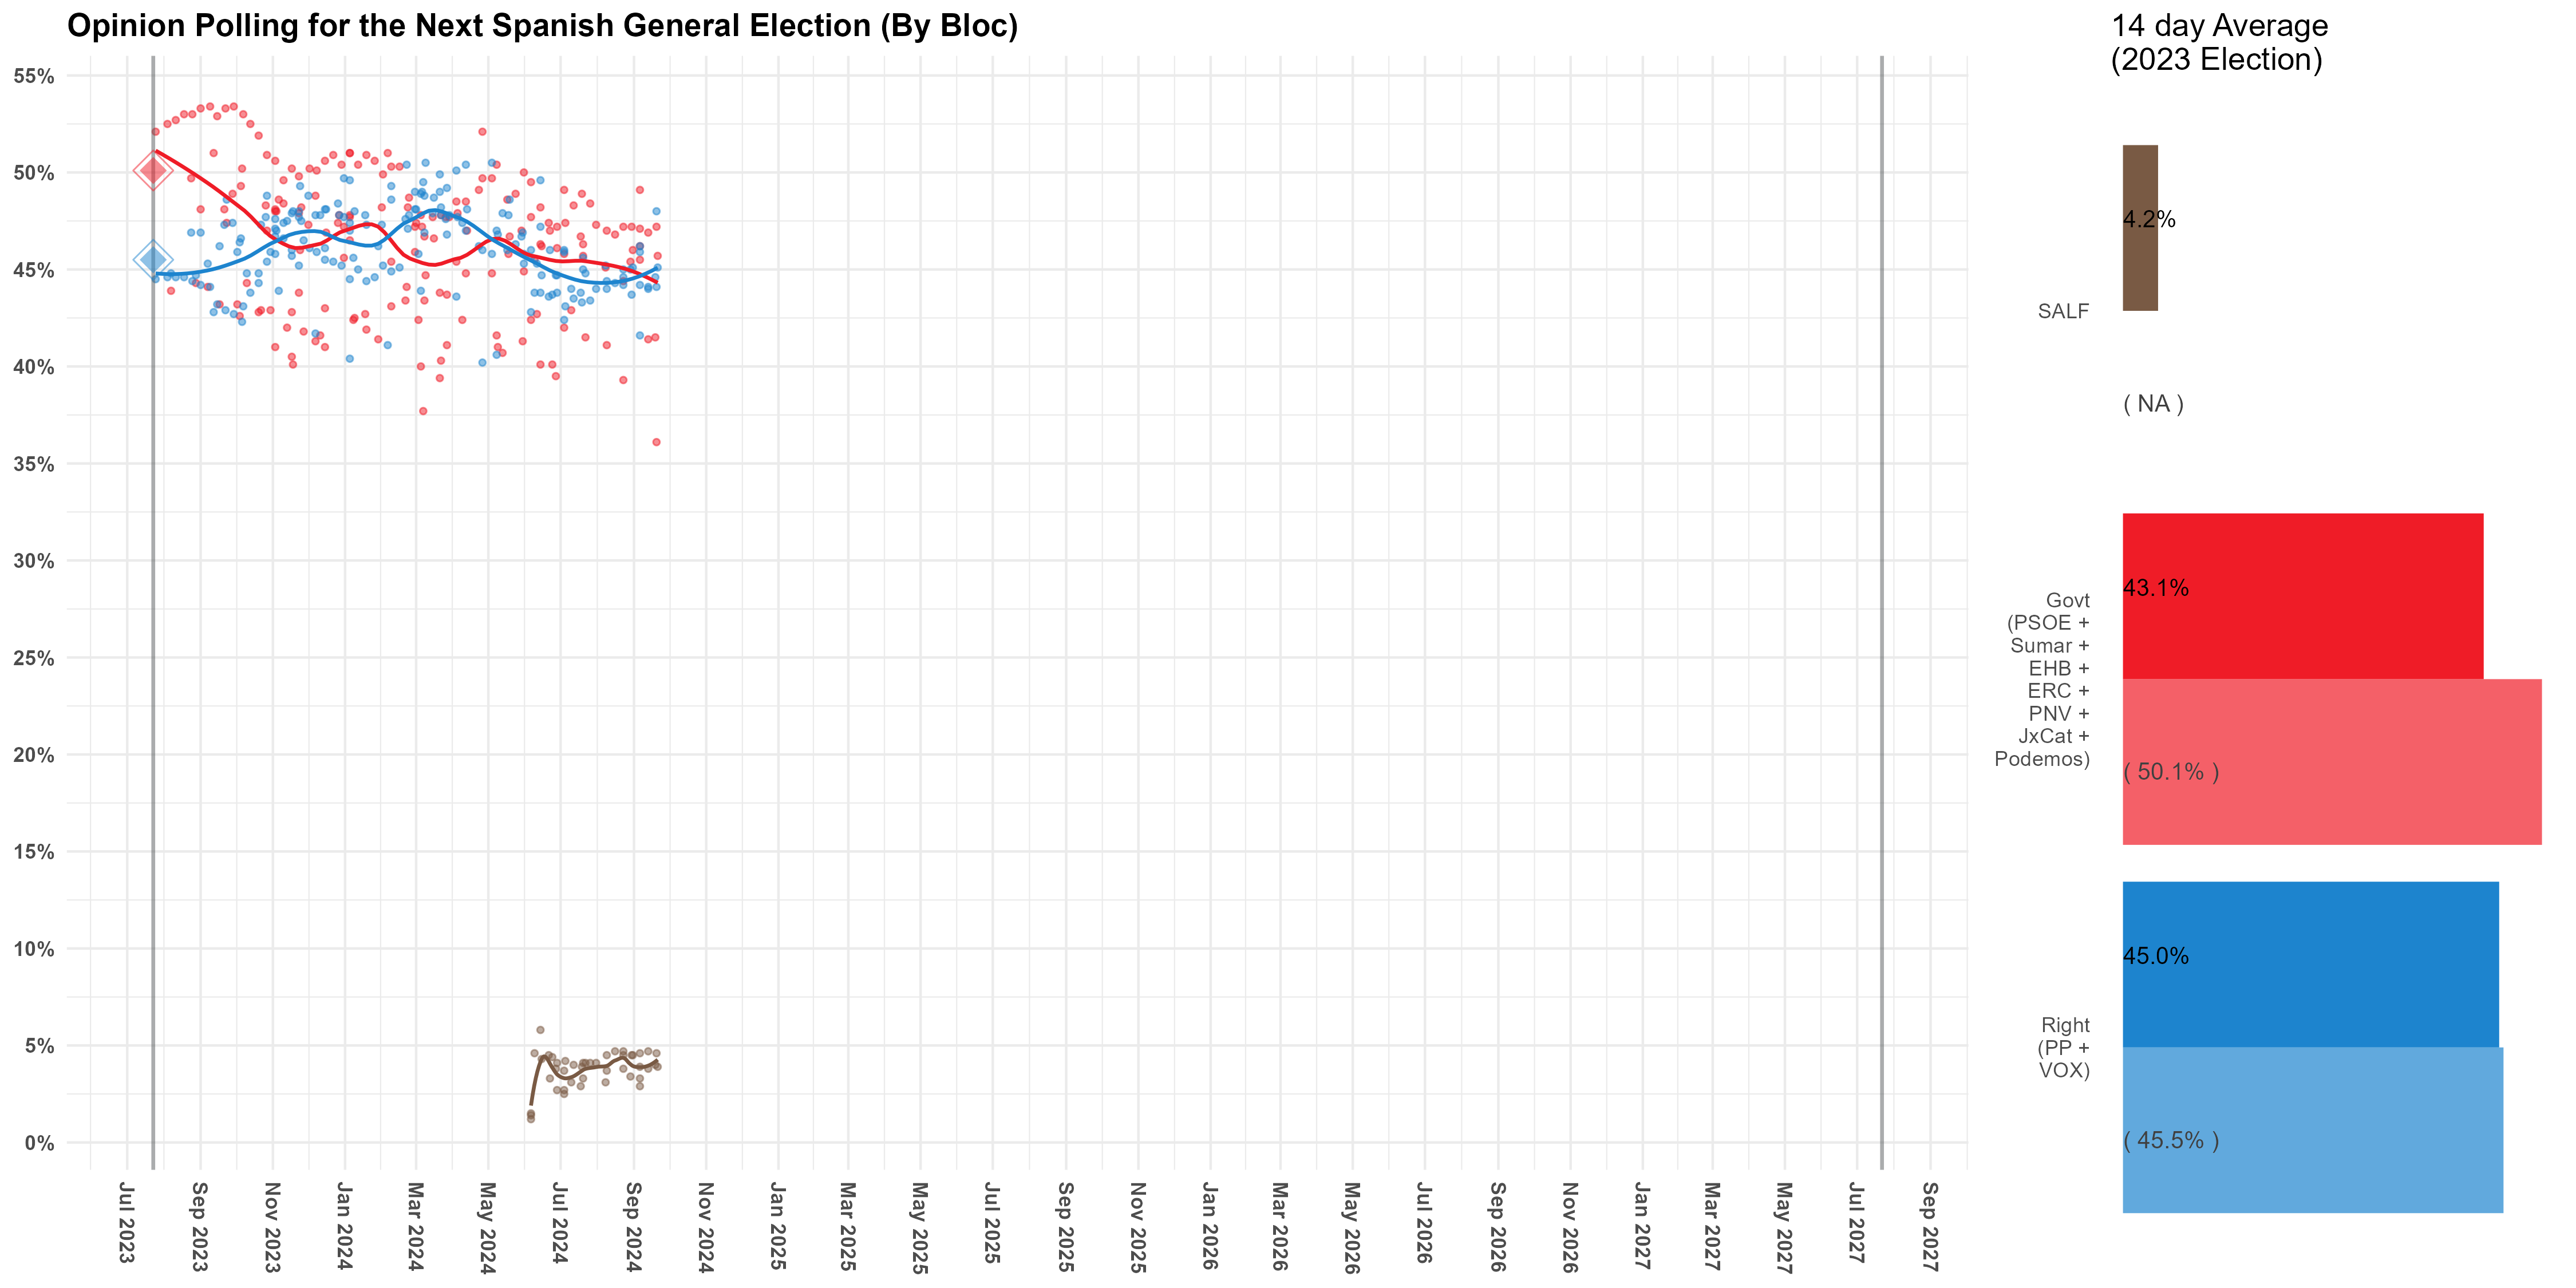 Opinion Polling for the Next Spanish General Election (By Bloc)
14 day Average
(2023 Election)
55%
50%
45%
40%
35%
30%
25%
20%
15%
10%
5%
0%
Jul 2023
Sep 2023
Nov 2023
Jan 2024
Mar 2024
May 2024
Jul 2024
Sep 2024
Nov 2024
Jan 2025
Mar 2025
May 2025
Jul 2025
Sep 2025
Nov 2025
Jan 2026
Mar 2026
May 2026
Jul 2026
Sep 2026
Nov 2026
Jan 2027
Mar 2027
May 2027
Jul 2027
Sep 2027
SALF
4.2%
( NA )
Govt
(PSOE +
Sumar +
EHB +
ERC +
PNV +
JxCat +
Podemos)
43.1%
( 50.1% )
Right
(PP +
VOX)
45.0%
( 45.5% )